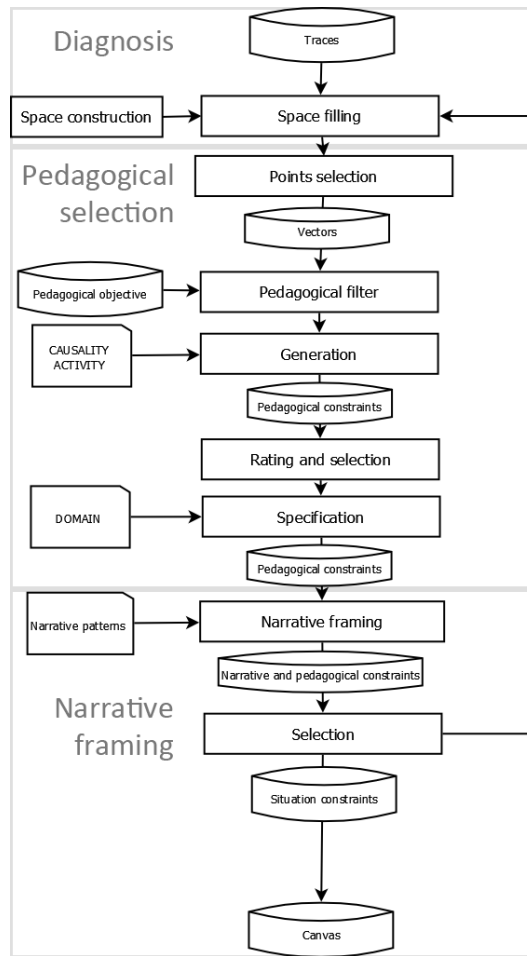 Diagnosis
Traces
Space construction
Space filling
Pedagogical
selection
Points selection
Vectors
Pedagogical objective
Pedagogical filter
CAUSALITY
ACTIVITY
Generation
Pedagogical constraints
Rating and selection
DOMAIN
Specification
Pedagogical constraints
Narrative patterns
Narrative framing
Narrative and pedagogical constraints
Narrative
framing
Selection
Situation constraints
Canvas